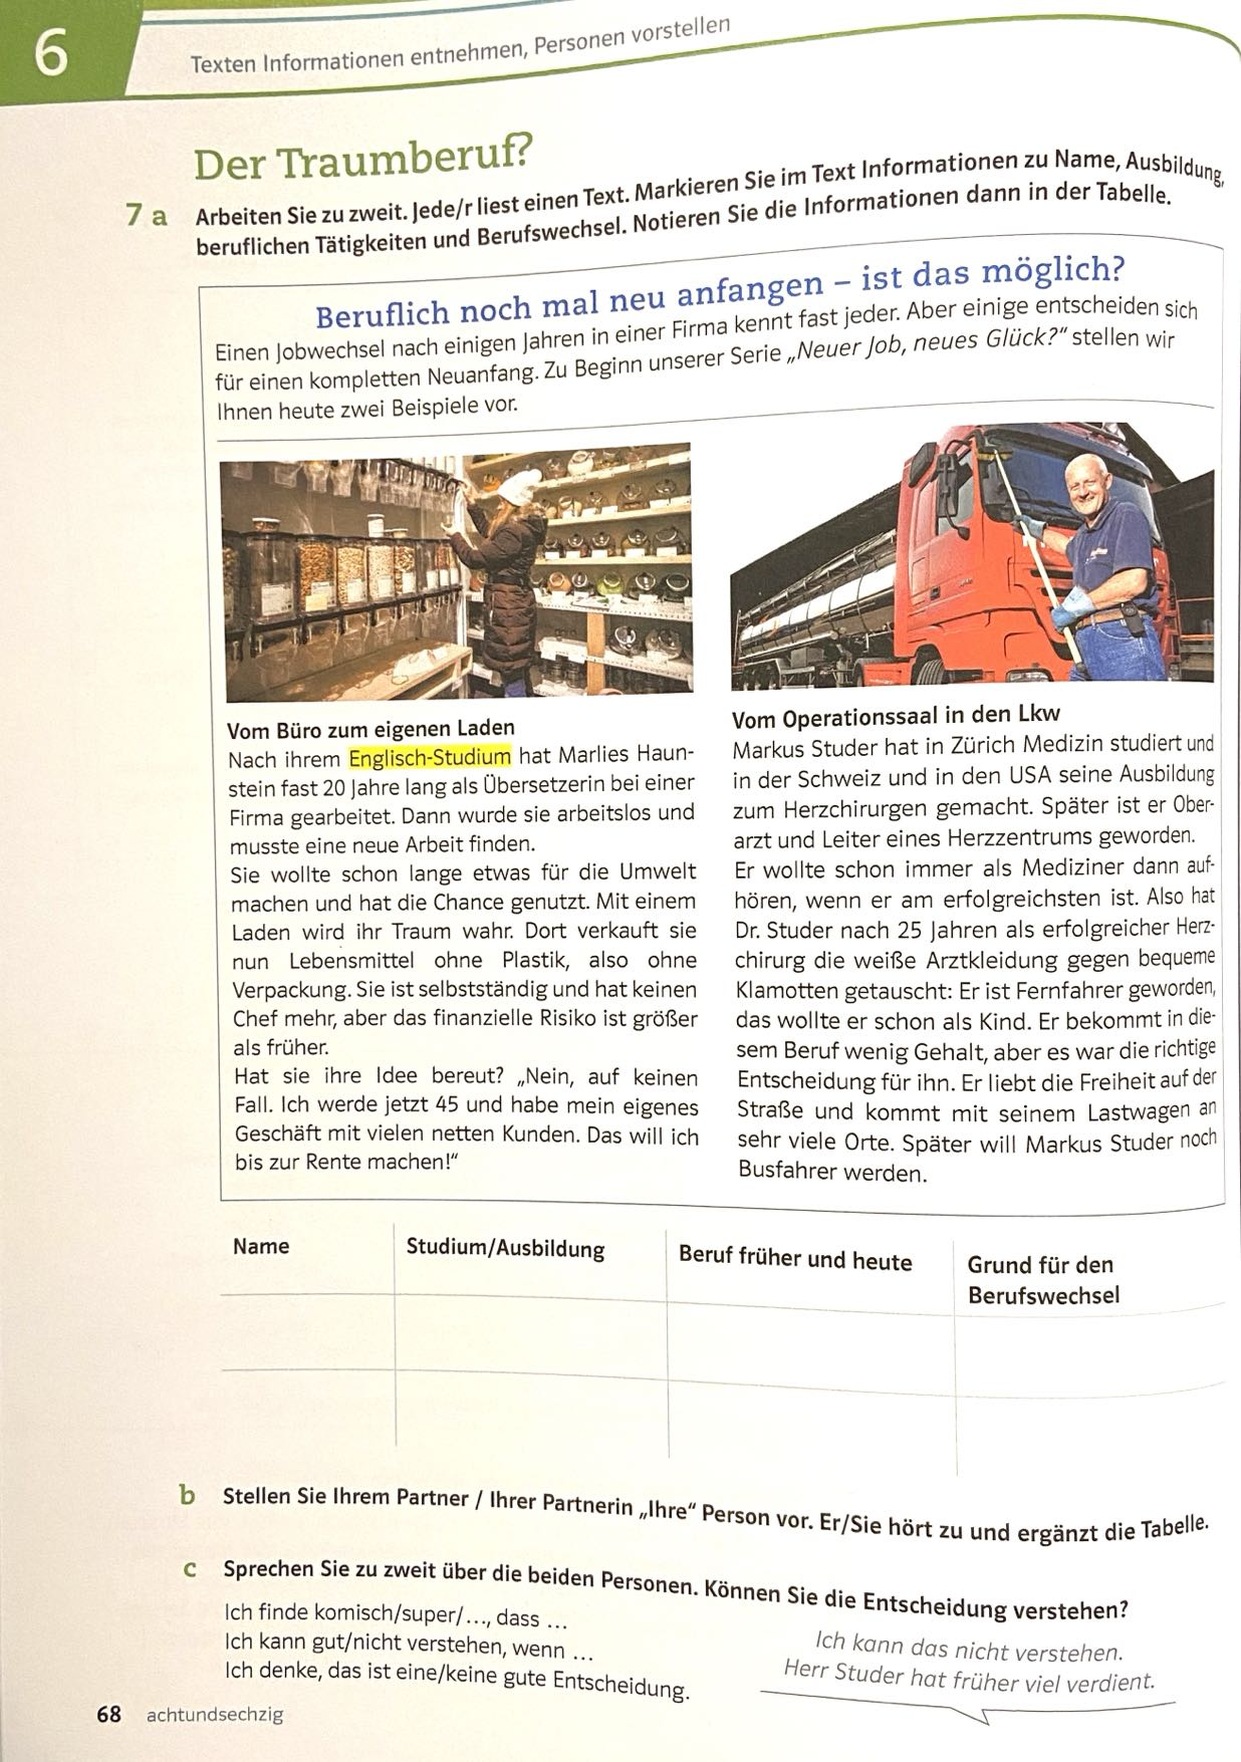 6
Texten Informationen entnehmen, Personen vorstellen
Der Traumberuf?
7 a Arbeiten Sie zu zweit. Jede/r liest einen Text. Markieren Sie im Text Informationen zu Name, Ausbildung,
beruflichen Tätigkeiten und Berufswechsel. Notieren Sie die Informationen dann in der Tabelle.
Beruflich noch mal neu anfangen – ist das möglich?
Einen Jobwechsel nach einigen Jahren in einer Firma kennt fast jeder. Aber einige entscheiden sich
für einen kompletten Neuanfang. Zu Beginn unserer Serie „Neuer Job, neues Glück?“ stellen wir
Ihnen heute zwei Beispiele vor.
Vom Büro zum eigenen Laden
Nach ihrem Englisch-Studium hat Marlies Haun-
stein fast 20 Jahre lang als Übersetzerin bei einer
Firma gearbeitet. Dann wurde sie arbeitslos und
musste eine neue Arbeit finden.
Sie wollte schon lange etwas für die Umwelt
machen und hat die Chance genutzt. Mit einem
Laden wird ihr Traum wahr. Dort verkauft sie
nun Lebensmittel ohne Plastik, also ohne
Verpackung. Sie ist selbstständig und hat keinen
Chef mehr, aber das finanzielle Risiko ist größer
als früher.
Hat sie ihre Idee bereut? „Nein, auf keinen
Fall. Ich werde jetzt 45 und habe mein eigenes
Geschäft mit vielen netten Kunden. Das will ich
bis zur Rente machen!“
Vom Operationssaal in den Lkw
Markus Studer hat in Zürich Medizin studiert und
in der Schweiz und in den USA seine Ausbildung
zum Herzchirurgen gemacht. Später ist er Ober-
arzt und Leiter eines Herzzentrums geworden.
Er wollte schon immer als Mediziner dann auf-
hören, wenn er am erfolgreichsten ist. Also hat
Dr. Studer nach 25 Jahren als erfolgreicher Herz-
chirurg die weiße Arztkleidung gegen bequeme
Klamotten getauscht: Er ist Fernfahrer geworden,
das wollte er schon als Kind. Er bekommt in die-
sem Beruf wenig Gehalt, aber es war die richtige
Entscheidung für ihn. Er liebt die Freiheit auf der
Straße und kommt mit seinem Lastwagen an
sehr viele Orte. Später will Markus Studer noch
Busfahrer werden.
Name Studium/Ausbildung Beruf früher und heute Grund für den
Berufswechsel
b Stellen Sie Ihrem Partner / Ihrer Partnerin „Ihre“ Person vor. Er/Sie hört zu und ergänzt die Tabelle.
c Sprechen Sie zu zweit über die beiden Personen. Können Sie die Entscheidung verstehen?
Ich finde komisch/super/…, dass …
Ich kann gut/nicht verstehen, wenn …
Ich denke, das ist eine/keine gute Entscheidung.
Ich kann das nicht verstehen.
Herr Studer hat früher viel verdient.
68 achtundsechzig